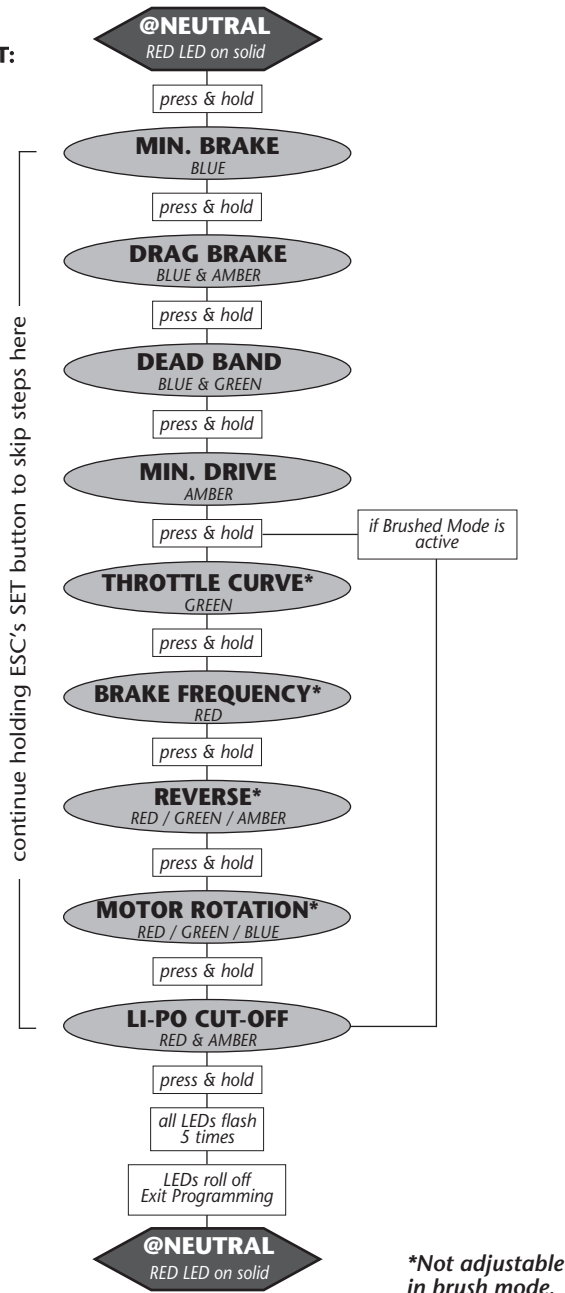 T:
@NEUTRAL
RED LED on solid
press & hold
MIN. BRAKE
BLUE
press & hold
DRAG BRAKE
BLUE & AMBER
press & hold
DEAD BAND
BLUE & GREEN
press & hold
MIN. DRIVE
AMBER
press & hold
if Brushed Mode is
active
THROTTLE CURVE*
GREEN
press & hold
BRAKE FREQUENCY*
RED
press & hold
REVERSE*
RED / GREEN / AMBER
press & hold
MOTOR ROTATION*
RED / GREEN / BLUE
press & hold
LI-PO CUT-OFF
RED & AMBER
press & hold
all LEDs flash
5 times
LEDs roll off
Exit Programming
@NEUTRAL
RED LED on solid
continue holding ESC's SET button to skip steps here
*Not adjustable
in brush mode.